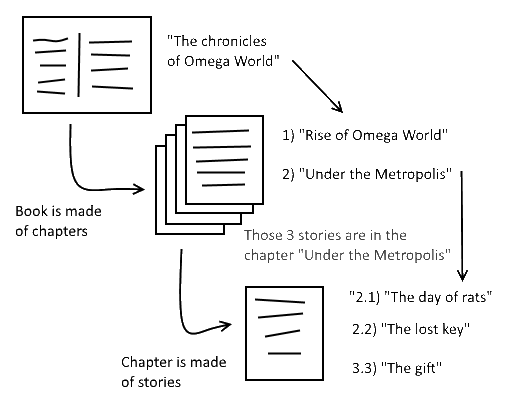 "The chronicles
of Omega World"
1) "Rise of Omega World"
2) "Under the Metropolis"
Book is made
of chapters
Those 3 stories are in the
chapter "Under the Metropolis"
"2.1) "The day of rats"
2.2) "The lost key"
3.3) "The gift"
Chapter is made
of stories